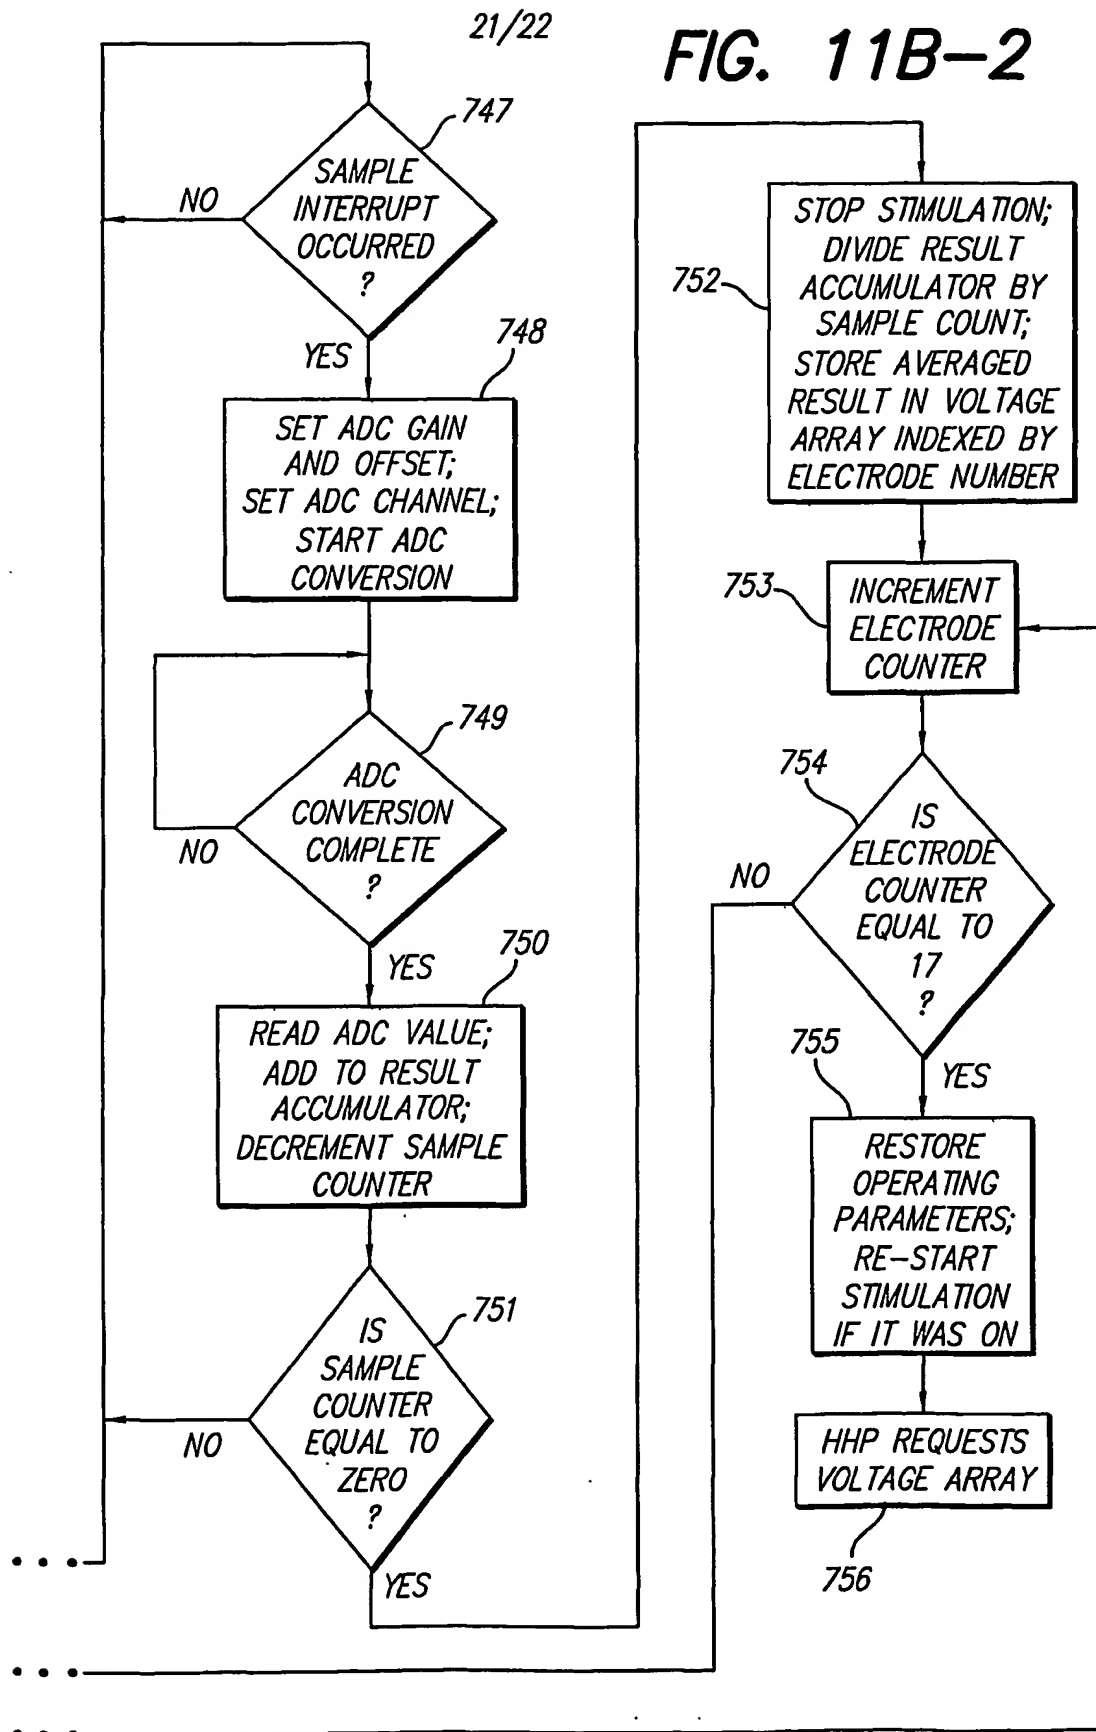 21/22
FIG. 11B-2
747
SAMPLE
INTERRUPT
OCCURRED
?
NO
YES
748
SET ADC GAIN
AND OFFSET;
SET ADC CHANNEL;
START ADC
CONVERSION
749
ADC
CONVERSION
COMPLETE
?
NO
YES
750
READ ADC VALUE;
ADD TO RESULT
ACCUMULATOR;
DECREMENT SAMPLE
COUNTER
751
IS
SAMPLE
COUNTER
EQUAL TO
ZERO
?
NO
YES
752
STOP STIMULATION;
DIVIDE RESULT
ACCUMULATOR BY
SAMPLE COUNT;
STORE AVERAGED
RESULT IN VOLTAGE
ARRAY INDEXED BY
ELECTRODE NUMBER
753
INCREMENT
ELECTRODE
COUNTER
754
IS
ELECTRODE
COUNTER
EQUAL TO
17
?
NO
YES
755
RESTORE
OPERATING
PARAMETERS;
RE-START
STIMULATION
IF IT WAS ON
HHP REQUESTS
VOLTAGE ARRAY
756